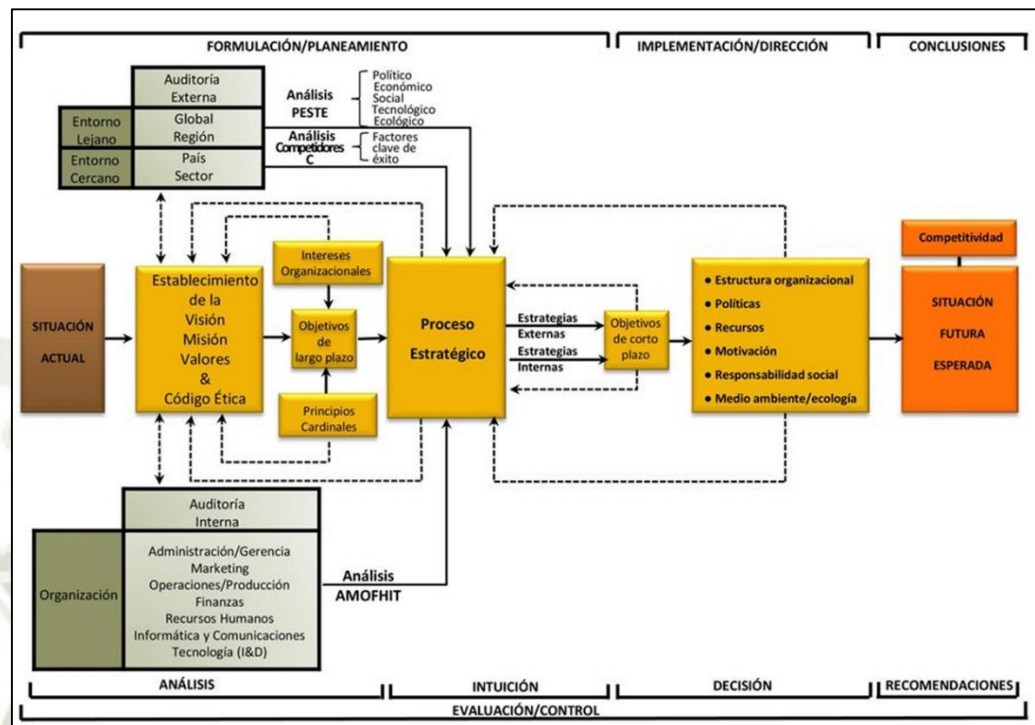 FORMULACIÓN/PLANEAMIENTO
IMPLEMENTACIÓN/DIRECCIÓN
CONCLUSIONES
Auditoría
Externa
Entorno
Lejano
Global
Región
Entorno
Cercano
País
Sector
Análisis
PESTE
Político
Económico
Social
Tecnológico
Ecológico
Análisis
Competidores
C
Factores
clave de
éxito
SITUACIÓN
ACTUAL
Establecimiento
de la
Visión
Misión
Valores
&
Código Ética
Intereses
Organizacionales
Objetivos
de
largo plazo
Principios
Cardinales
Proceso
Estratégico
Estrategias
Externas
Estrategias
Internas
Objetivos
de corto
plazo
● Estructura organizacional
● Políticas
● Recursos
● Motivación
● Responsabilidad social
● Medio ambiente/ecología
Competitividad
SITUACIÓN
FUTURA
ESPERADA
Auditoría
Interna
Organización
Administración/Gerencia
Marketing
Operaciones/Producción
Finanzas
Recursos Humanos
Informática y Comunicaciones
Tecnología (I&D)
Análisis
AMOFHIT
ANÁLISIS
INTUICIÓN
DECISIÓN
RECOMENDACIONES
EVALUACIÓN/CONTROL